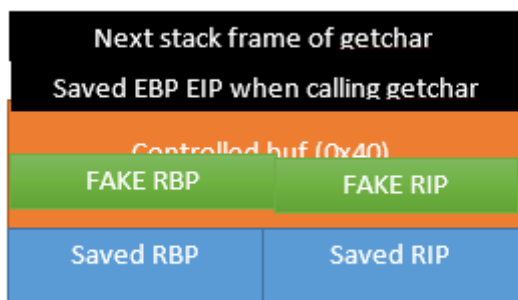 Next stack frame of getchar
Saved EBP EIP when calling getchar
Controlled buf (0x40)
FAKE RBP FAKE RIP
Saved RBP Saved RIP